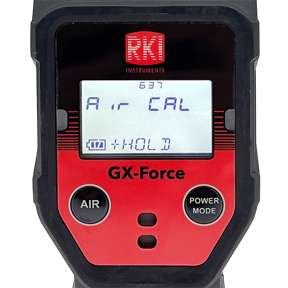 RKI
INSTRUMENTS
637
Air CAL
+HOLD
GX-Force
AIR
POWER
MODE